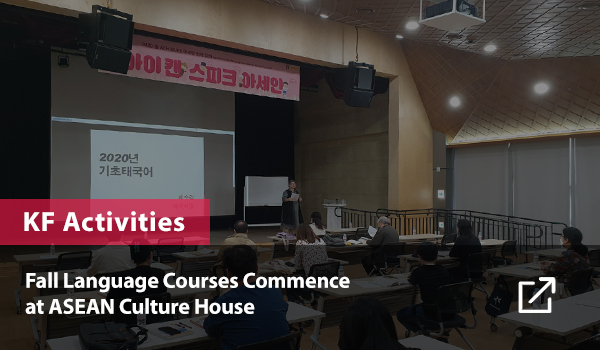 아이 캔 스피크 아세안
2020년
기초태국어
KF Activities
Fall Language Courses Commence
at ASEAN Culture House